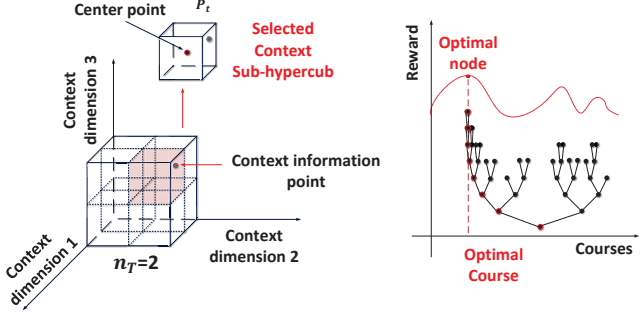 Center point
P_t
Selected
Context
Sub-hypercub
Context
dimension 3
Context information
point
Context
dimension 2
Context
dimension 1
n_T=2
Reward
Optimal
node
Optimal
Course
Courses